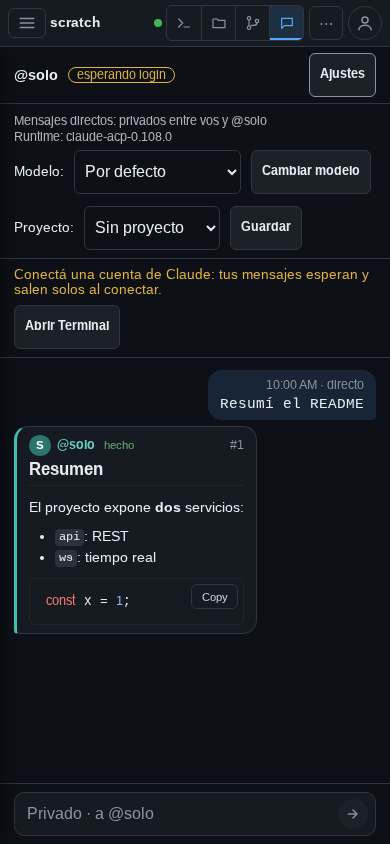 scratch
@solo esperando login Ajustes
Mensajes directos: privados entre vos y @solo
Runtime: claude-acp-0.108.0
Modelo: Por defecto Cambiar modelo
Proyecto: Sin proyecto Guardar
Conectá una cuenta de Claude: tus mensajes esperan y
salen solos al conectar.
Abrir Terminal
10:00 AM · directo
Resumí el README
S @solo hecho #1
Resumen
El proyecto expone dos servicios:
• api: REST
• ws: tiempo real
Copy
const x = 1;
Privado · a @solo